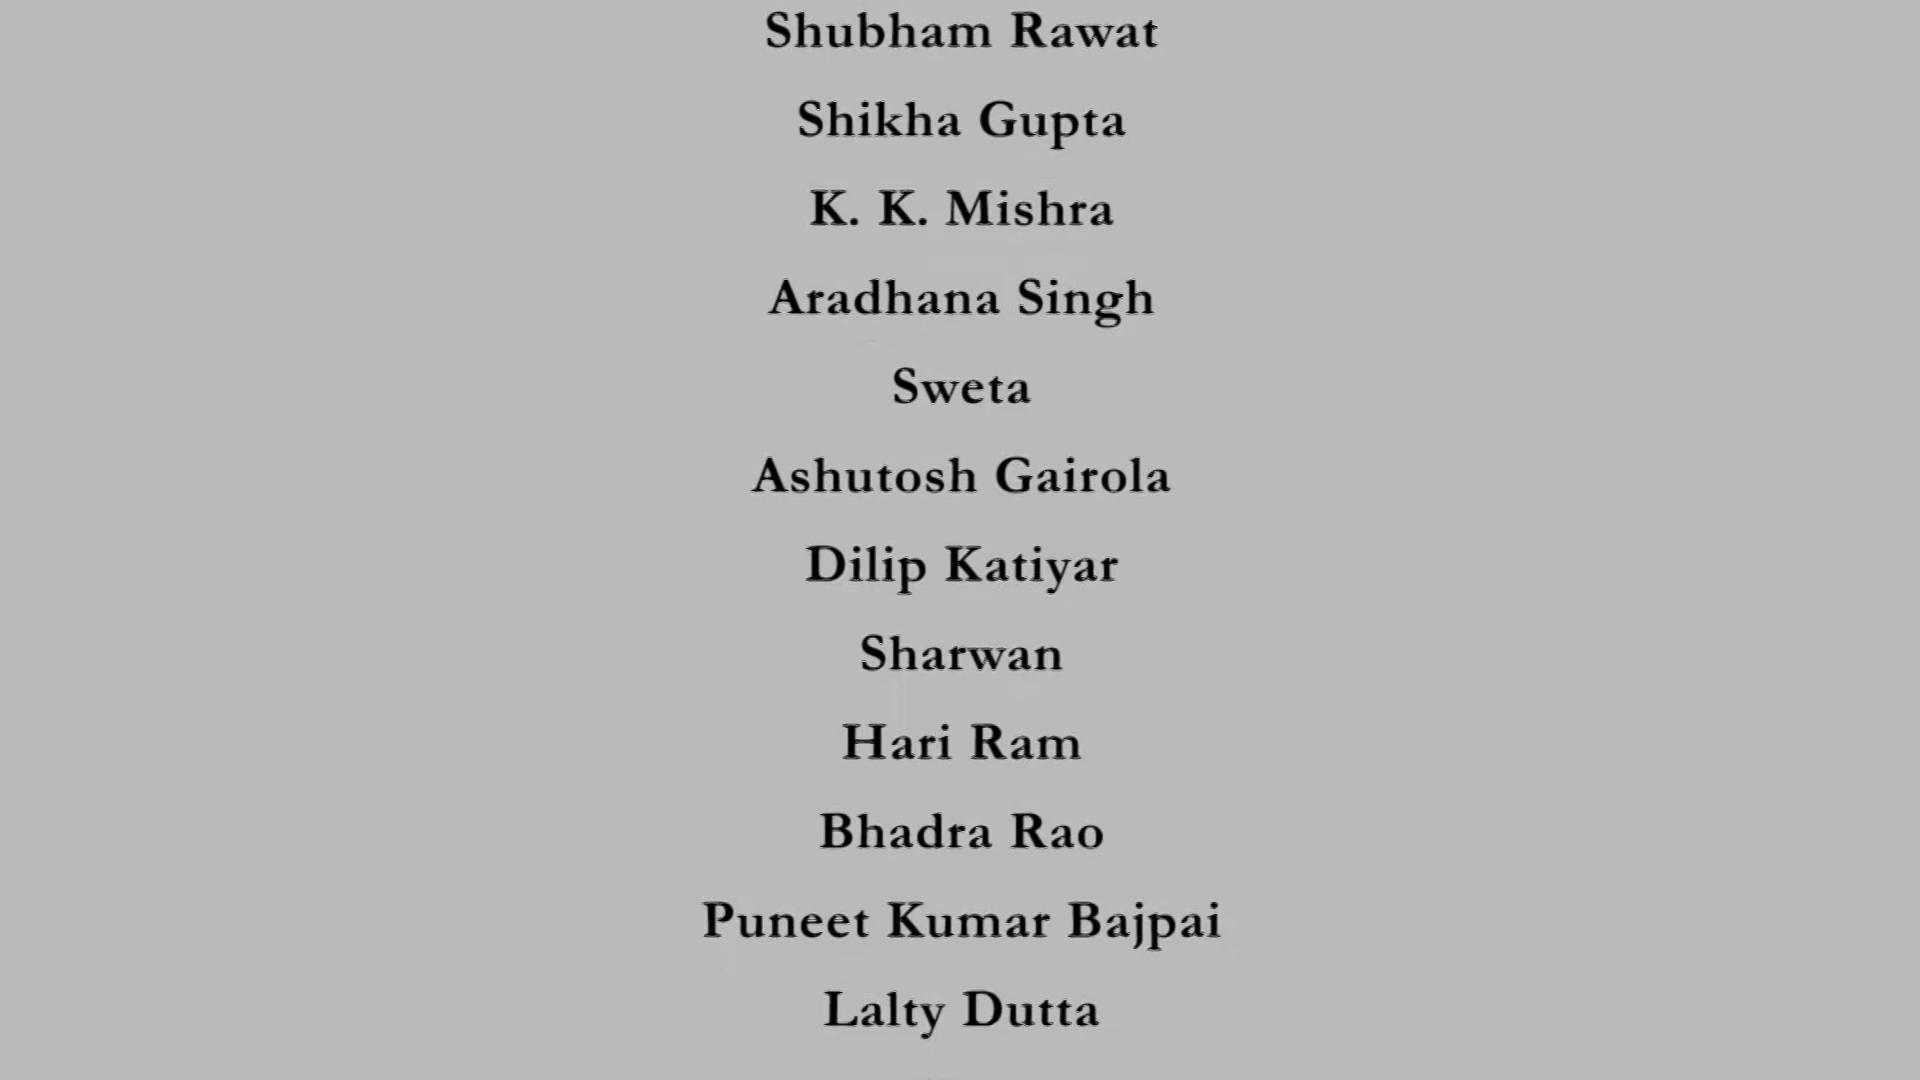 Shubham Rawat
Shikha Gupta
K. K. Mishra
Aradhana Singh
Sweta
Ashutosh Gairola
Dilip Katiyar
Sharwan
Hari Ram
Bhadra Rao
Puneet Kumar Bajpai
Lalty Dutta